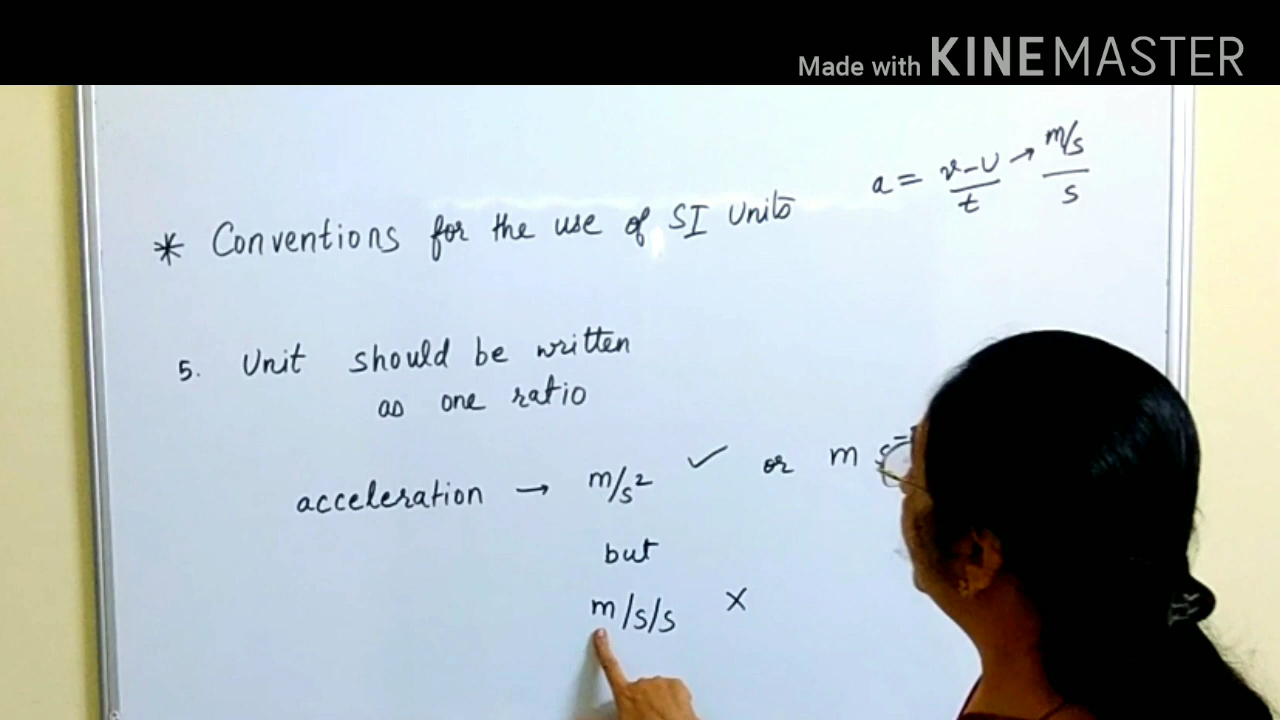 Made with KINEMASTER
a = v-u/t → m/s/s
* Conventions for the use of SI Units
5. Unit should be written
as one ratio
acceleration → m/s² ✓ or m
but
m/s/s ×